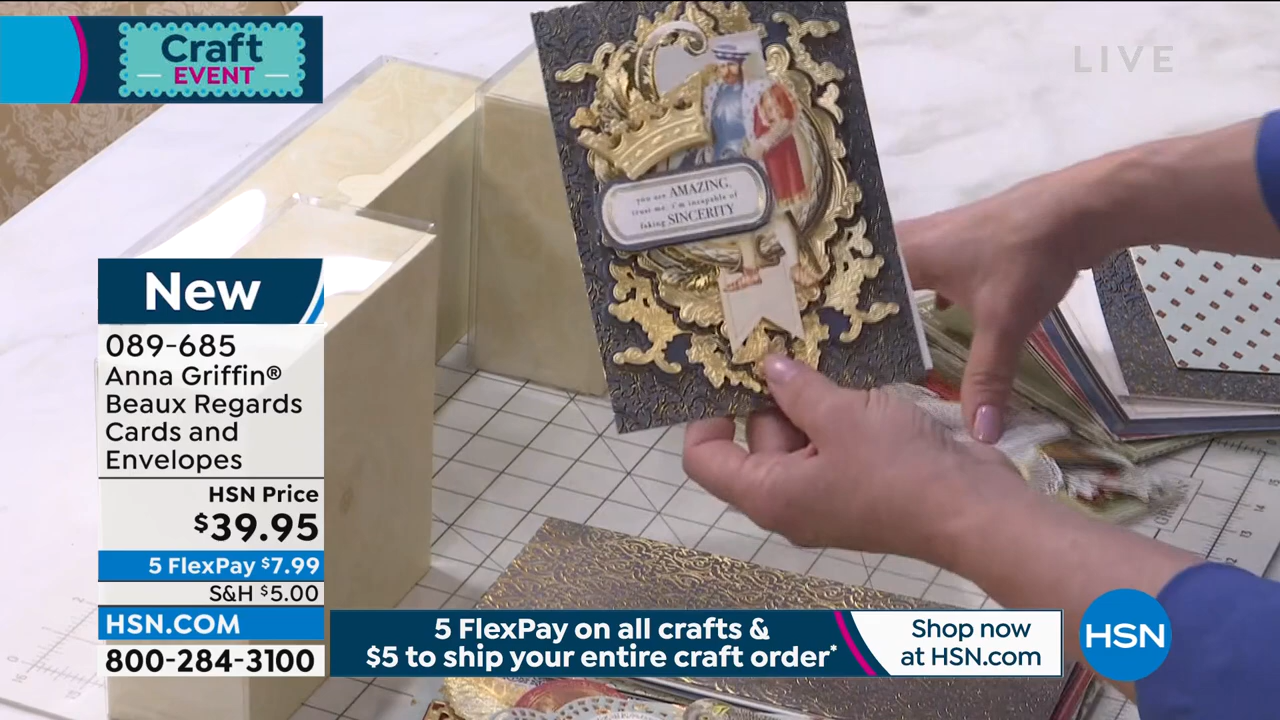 Craft
EVENT
LIVE
you are AMAZING.
trust me, i'm incapable of
faking SINCERITY
New
089-685
Anna Griffin®
Beaux Regards
Cards and
Envelopes
HSN Price
$39.95
5 FlexPay $7.99
S&H $5.00
HSN.COM
800-284-3100
5 FlexPay on all crafts &
$5 to ship your entire craft order*
Shop now
at HSN.com
HSN